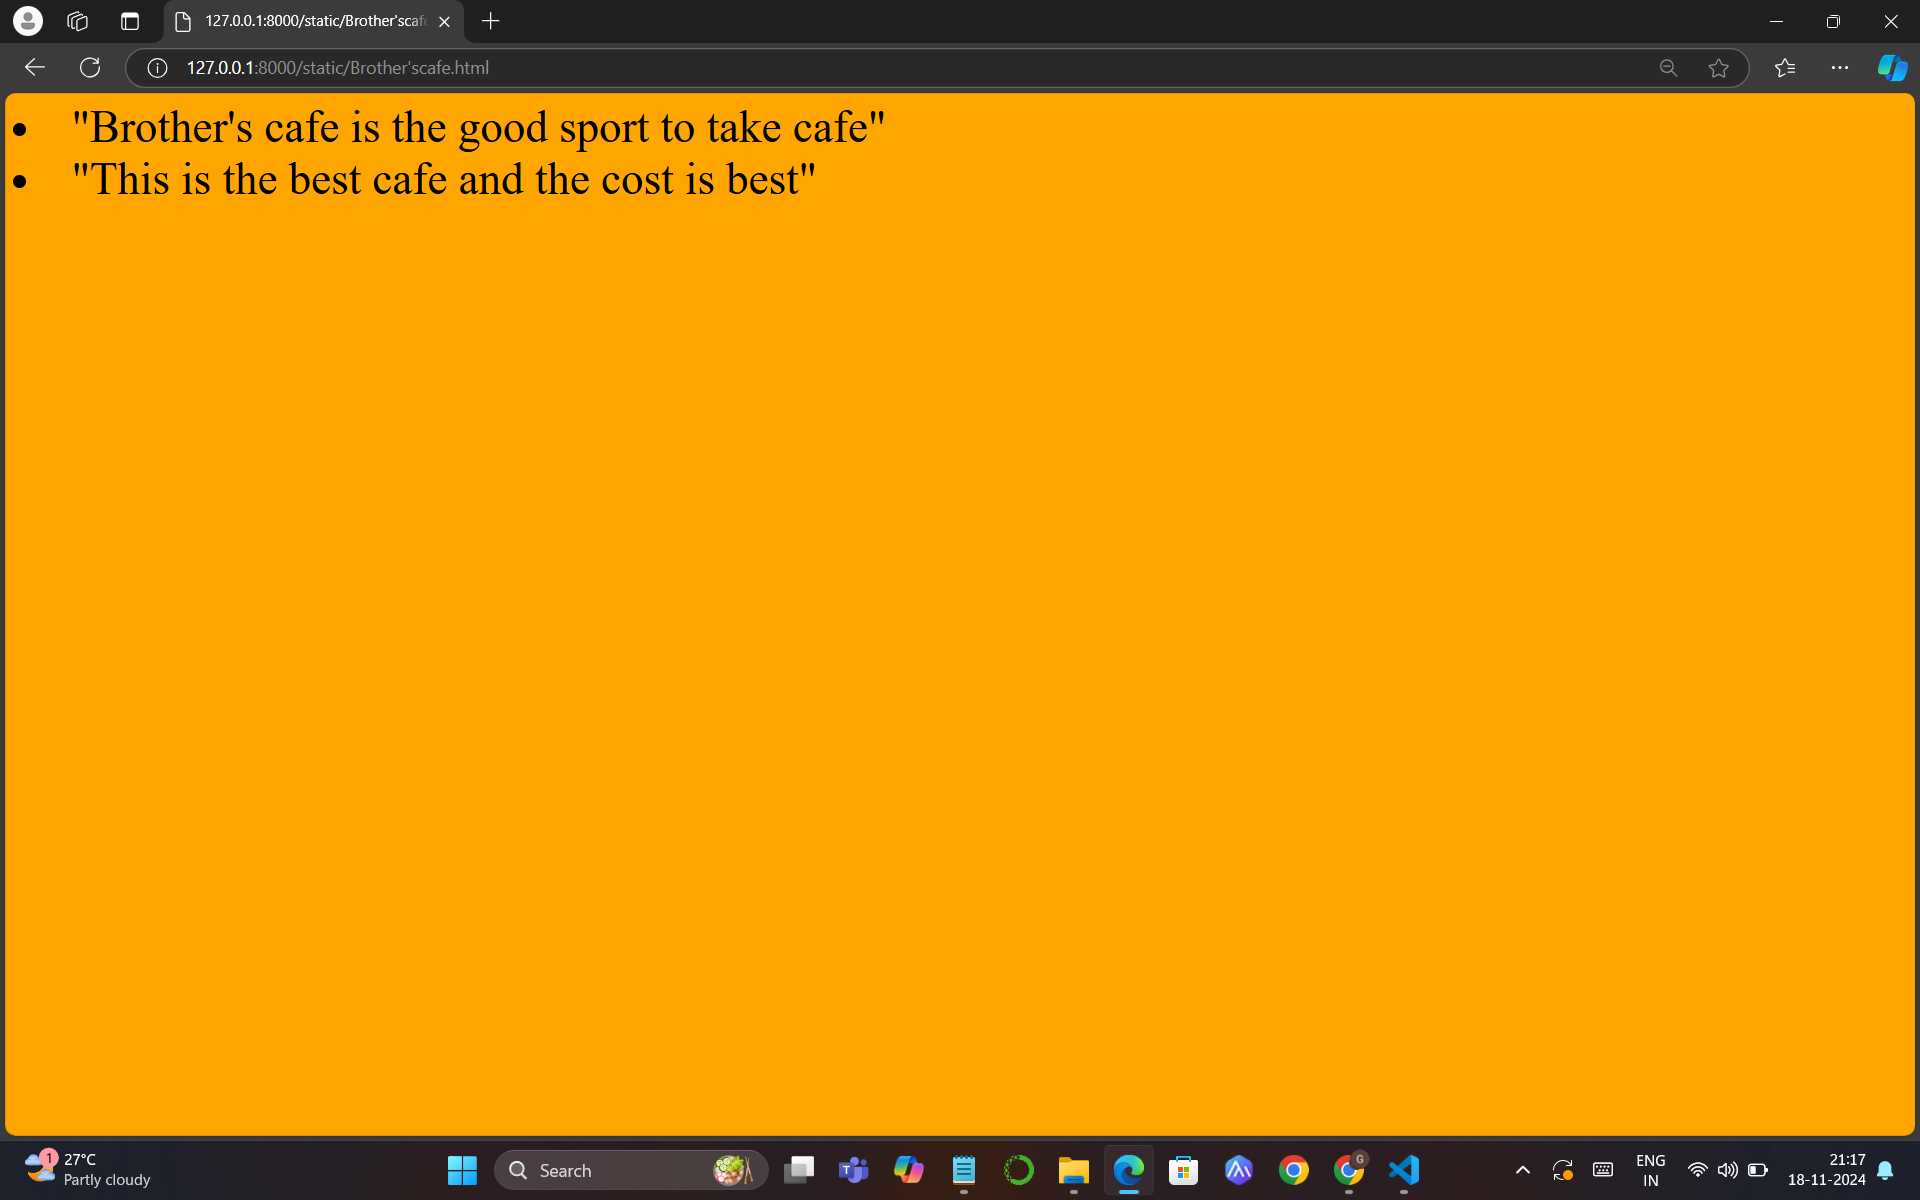 127.0.0.1:8000/static/Brother'scafe
127.0.0.1:8000/static/Brother'scafe.html
"Brother's cafe is the good sport to take cafe"
"This is the best cafe and the cost is best"
1
27°C
Partly cloudy
Search
T
G
ENG
IN
21:17
18-11-2024